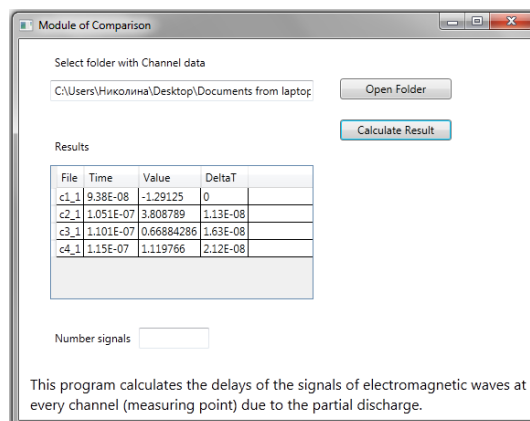 Module of Comparison
Select folder with Channel data
C:\Users\Николина\Desktop\Documents from laptop
Open Folder
Calculate Result
Results
File Time Value DeltaT
c1_1 9.38E-08 -1.29125 0
c2_1 1.051E-07 3.808789 1.13E-08
c3_1 1.101E-07 0.66884286 1.63E-08
c4_1 1.15E-07 1.119766 2.12E-08
Number signals
This program calculates the delays of the signals of electromagnetic waves at
every channel (measuring point) due to the partial discharge.